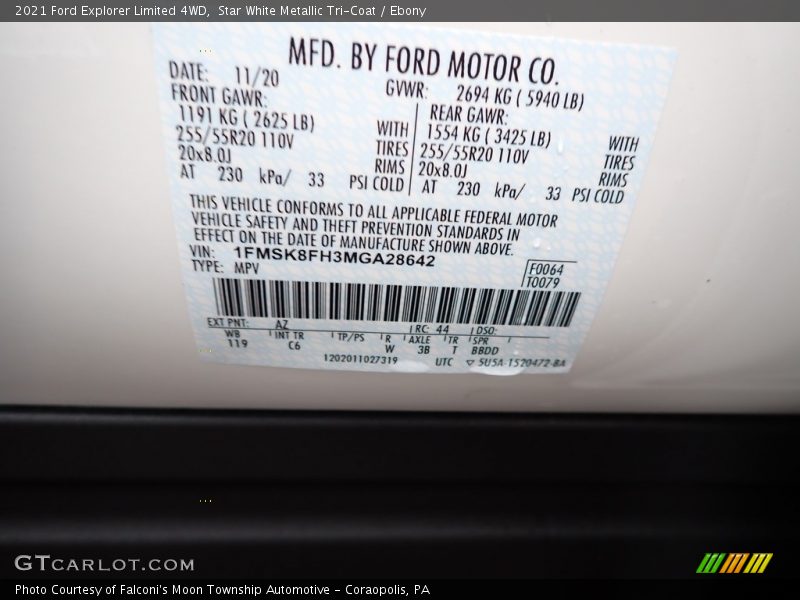 2021 Ford Explorer Limited 4WD, Star White Metallic Tri-Coat / Ebony
MFD. BY FORD MOTOR CO.
DATE: 11/20 GVWR: 2694 KG ( 5940 LB)
FRONT GAWR: REAR GAWR:
1191 KG ( 2625 LB) WITH 1554 KG ( 3425 LB) WITH
255/55R20 110V TIRES 255/55R20 110V TIRES
20x8.0J RIMS 20x8.0J RIMS
AT 230 kPa/ 33 PSI COLD AT 230 kPa/ 33 PSI COLD
THIS VEHICLE CONFORMS TO ALL APPLICABLE FEDERAL MOTOR
VEHICLE SAFETY AND THEFT PREVENTION STANDARDS IN
EFFECT ON THE DATE OF MANUFACTURE SHOWN ABOVE.
VIN: 1FMSK8FH3MGA28642
TYPE: MPV
F0064
T0079
EXT PNT: AZ RC: 44 DSO:
WB INT TR TP/PS R AXLE TR SPR
119 C6 W 3B T BBDD
1202011027319 UTC ▽ 5U5A-1520472-BA
GTCARLOT.COM
Photo Courtesy of Falconi's Moon Township Automotive - Coraopolis, PA